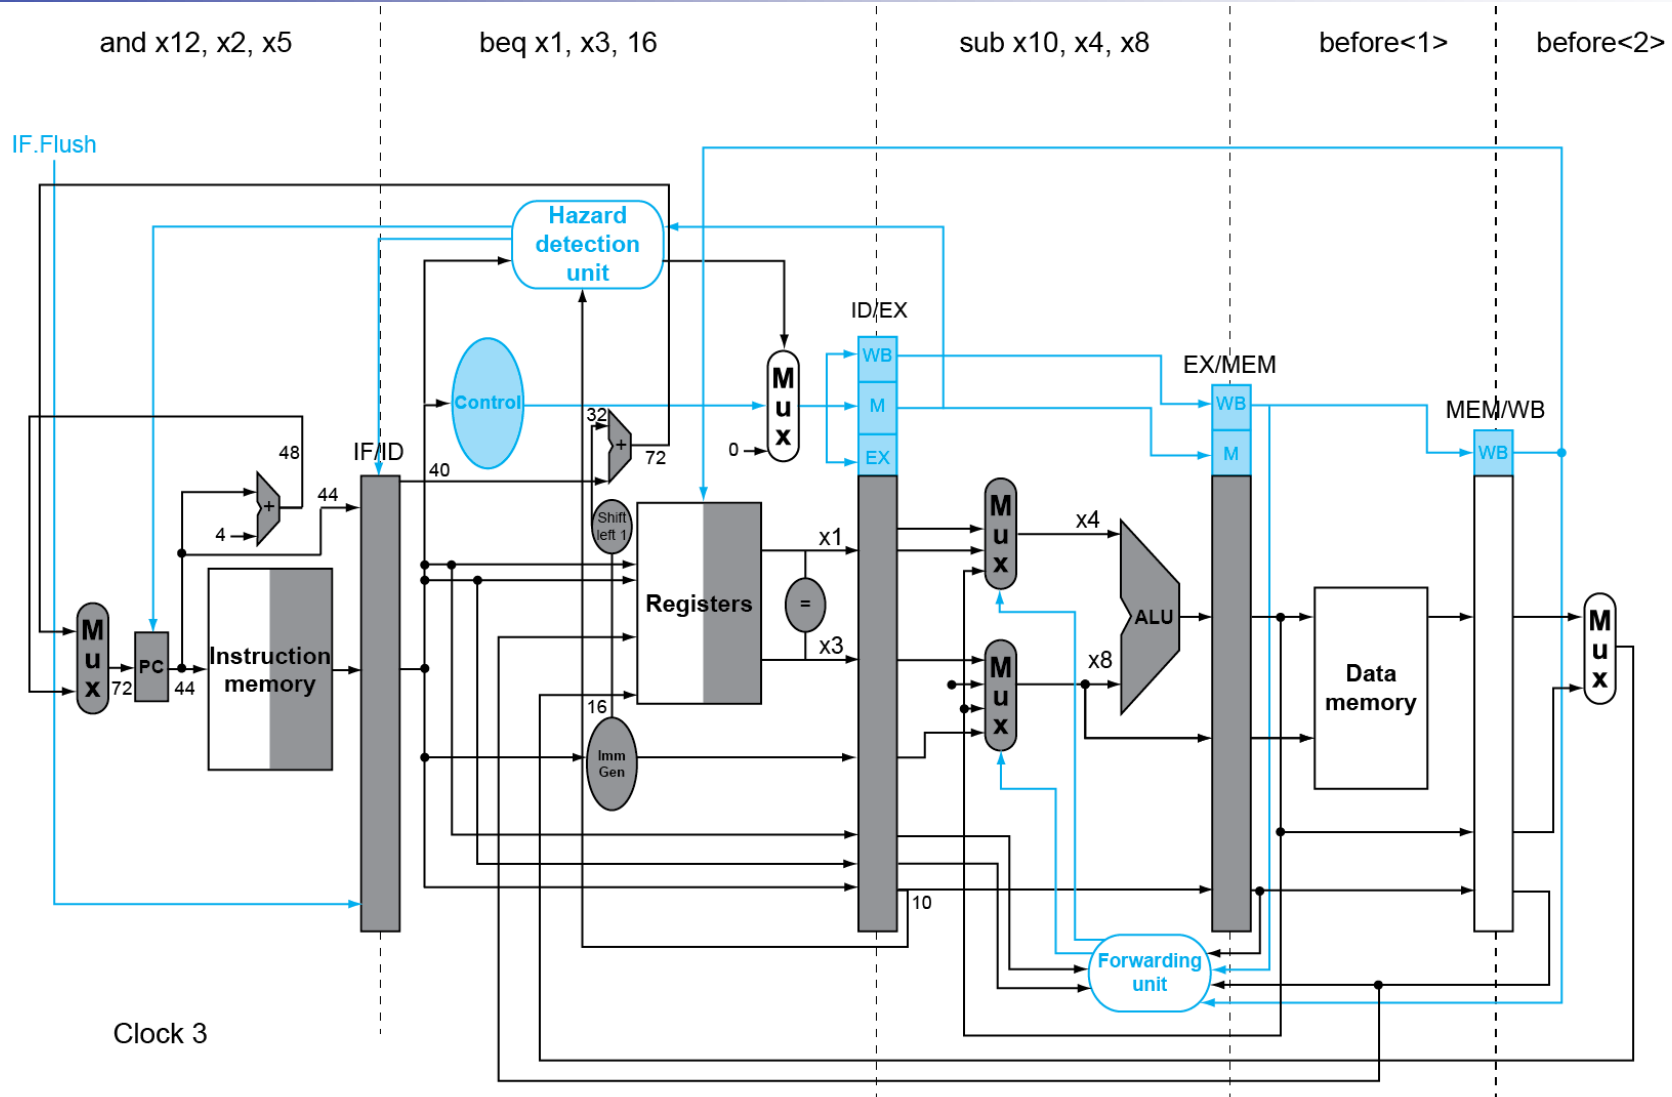 and x12, x2, x5
beq x1, x3, 16
sub x10, x4, x8
before<1>
before<2>
IF.Flush
Hazard
detection
unit
ID/EX
WB
M
EX
EX/MEM
WB
M
MEM/WB
WB
Control
Mux
0
32
+
72
IF/ID
40
48
44
+
4
Shift
left 1
Registers
x1
=
x3
Mux
x4
ALU
Mux
x8
Mux
72
PC
44
Instruction
memory
16
Imm
Gen
Data
memory
Mux
10
Forwarding
unit
Clock 3